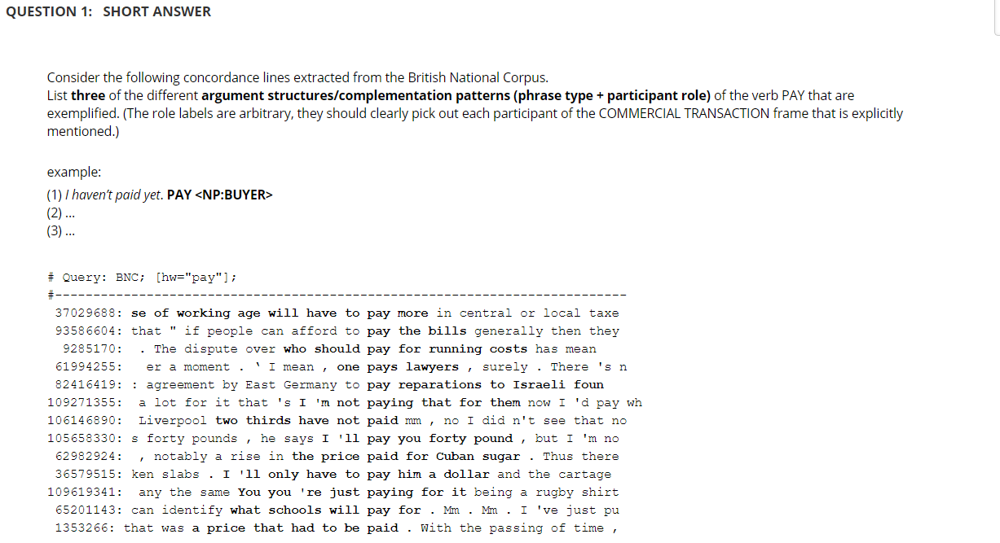 QUESTION 1: SHORT ANSWER
Consider the following concordance lines extracted from the British National Corpus.
List three of the different argument structures/complementation patterns (phrase type + participant role) of the verb PAY that are
exemplified. (The role labels are arbitrary, they should clearly pick out each participant of the COMMERCIAL TRANSACTION frame that is explicitly
mentioned.)
example:
(1) I haven't paid yet. PAY <NP:BUYER>
(2) ...
(3) ...
# Query: BNC; [hw="pay"];
#---------------------------------------------------------------------------
37029688: se of working age will have to pay more in central or local taxe
93586604: that " if people can afford to pay the bills generally then they
9285170: . The dispute over who should pay for running costs has mean
61994255: er a moment . ` I mean , one pays lawyers , surely . There 's n
82416419: : agreement by East Germany to pay reparations to Israeli foun
109271355: a lot for it that 's I 'm not paying that for them now I 'd pay wh
106146890: Liverpool two thirds have not paid mm , no I did n't see that no
105658330: s forty pounds , he says I 'll pay you forty pound , but I 'm no
62982924: , notably a rise in the price paid for Cuban sugar . Thus there
36579515: ken slabs . I 'll only have to pay him a dollar and the cartage
109619341: any the same You you 're just paying for it being a rugby shirt
65201143: can identify what schools will pay for . Mm . Mm . I 've just pu
1353266: that was a price that had to be paid . With the passing of time ,